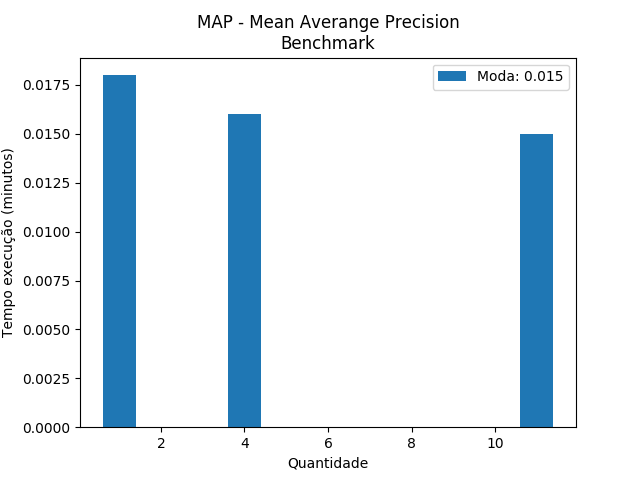 MAP - Mean Averange Precision
Benchmark
Moda: 0.015
Tempo execução (minutos)
0.0175
0.0150
0.0125
0.0100
0.0075
0.0050
0.0025
0.0000
2 4 6 8 10
Quantidade